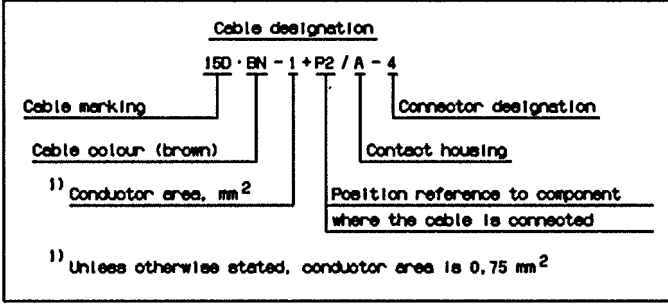 Cable designation
15D·BN-1+P2/A-4
Cable marking
Connector designation
Cable colour (brown)
Contact housing
1) Conductor area, mm2
Position reference to component
where the cable is connected
1) Unless otherwise stated, conductor area is 0,75 mm2